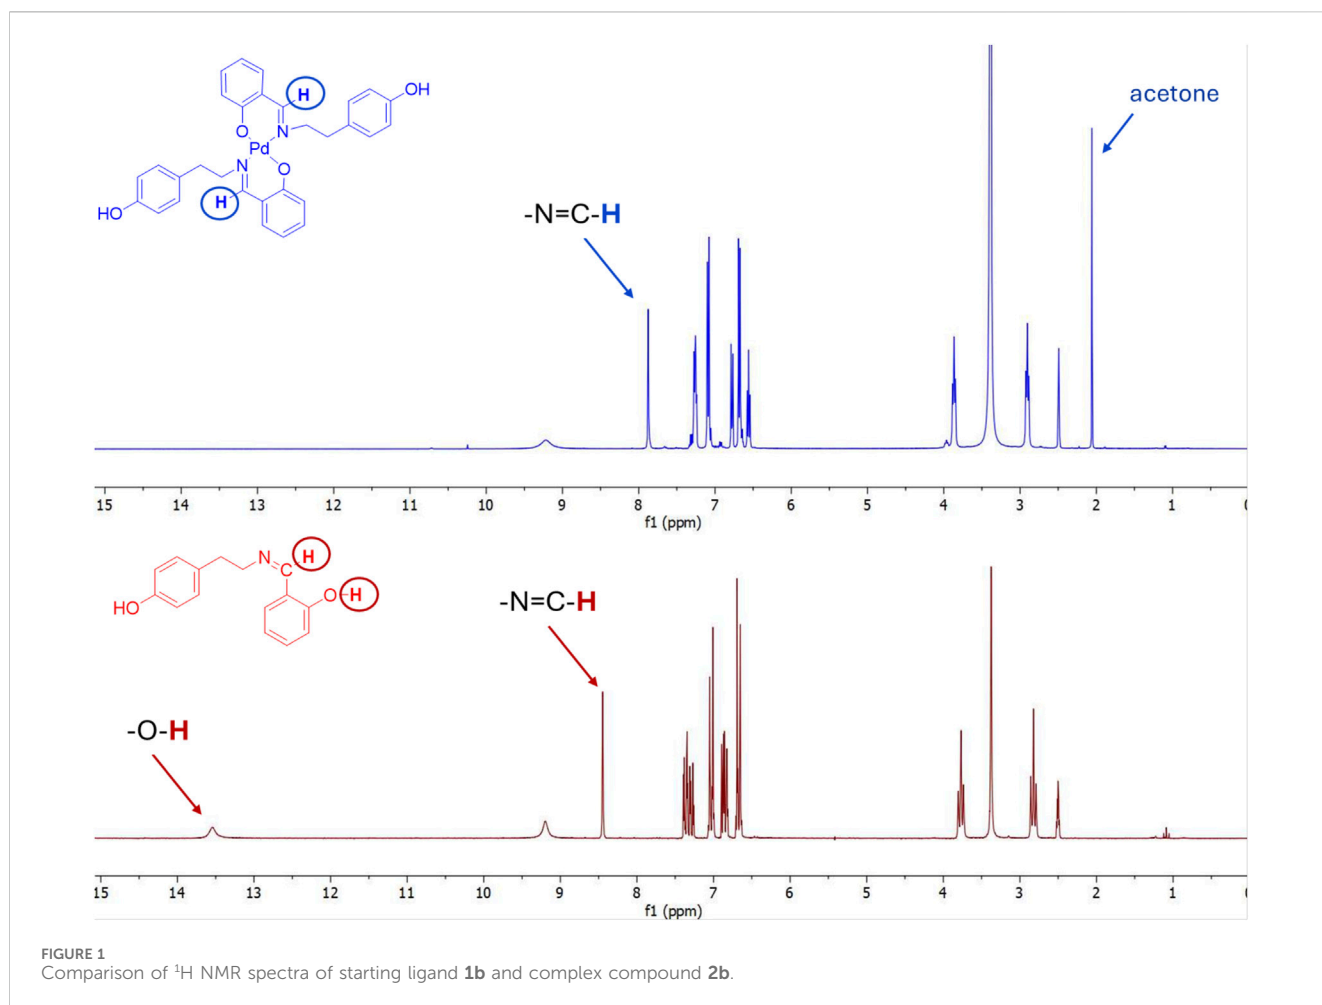 H
OH
O
N
Pd
N
O
H
HO
acetone
-N=C-H
15 14 13 12 11 10 9 8 7 6 5 4 3 2 1
f1 (ppm)
N
H
C
O-H
HO
-N=C-H
-O-H
15 14 13 12 11 10 9 8 7 6 5 4 3 2 1
f1 (ppm)
FIGURE 1
Comparison of ¹H NMR spectra of starting ligand 1b and complex compound 2b.